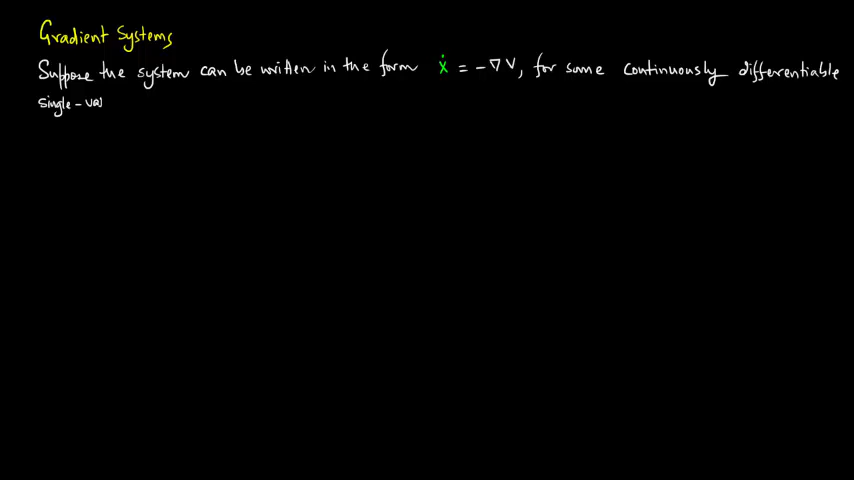 Gradient Systems
Suppose the system can be written in the form ẋ = −∇V, for some continuously differentiable
single-val